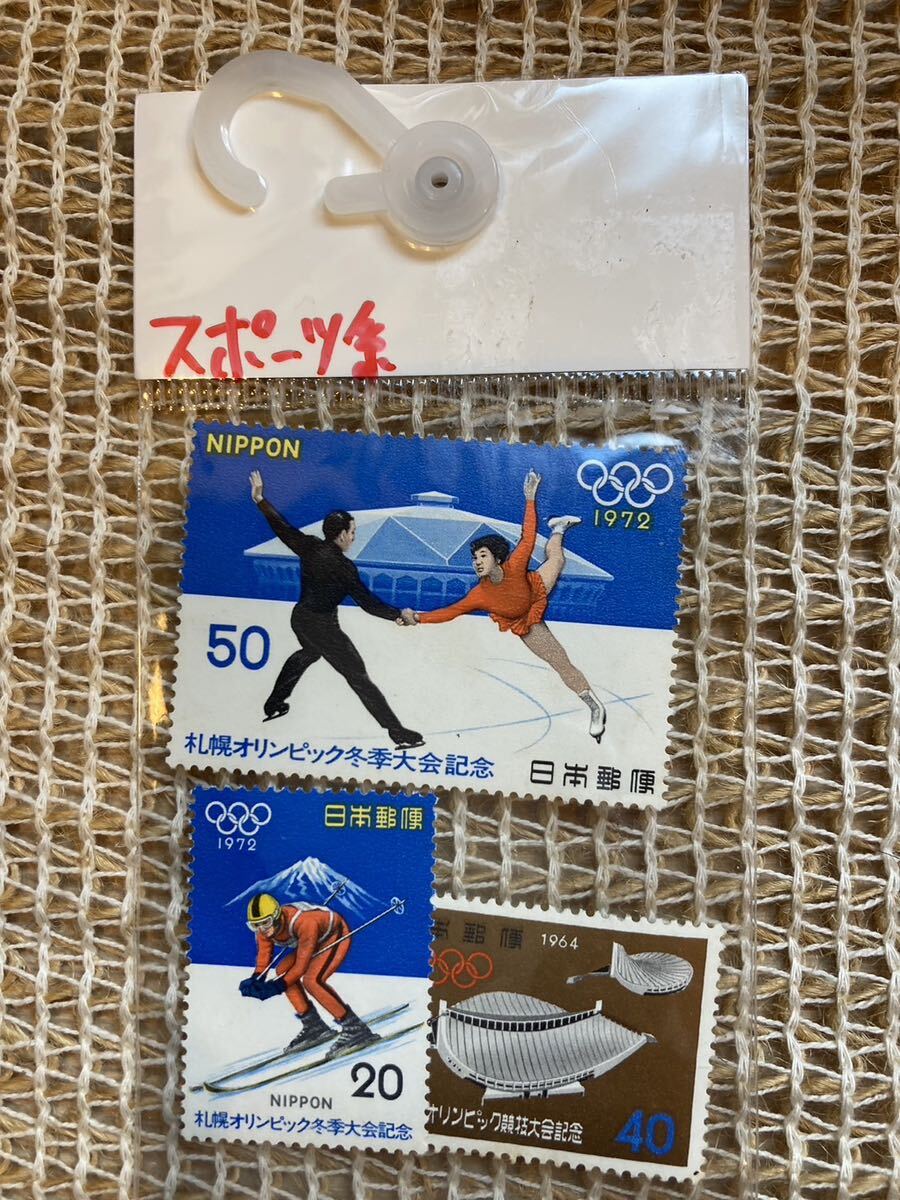 スポーツ系
NIPPON
1972
50
札幌オリンピック冬季大会記念
日本郵便
1972
日本郵便
20
NIPPON
札幌オリンピック冬季大会記念
本郵便 1964
オリンピック競技大会記念
40